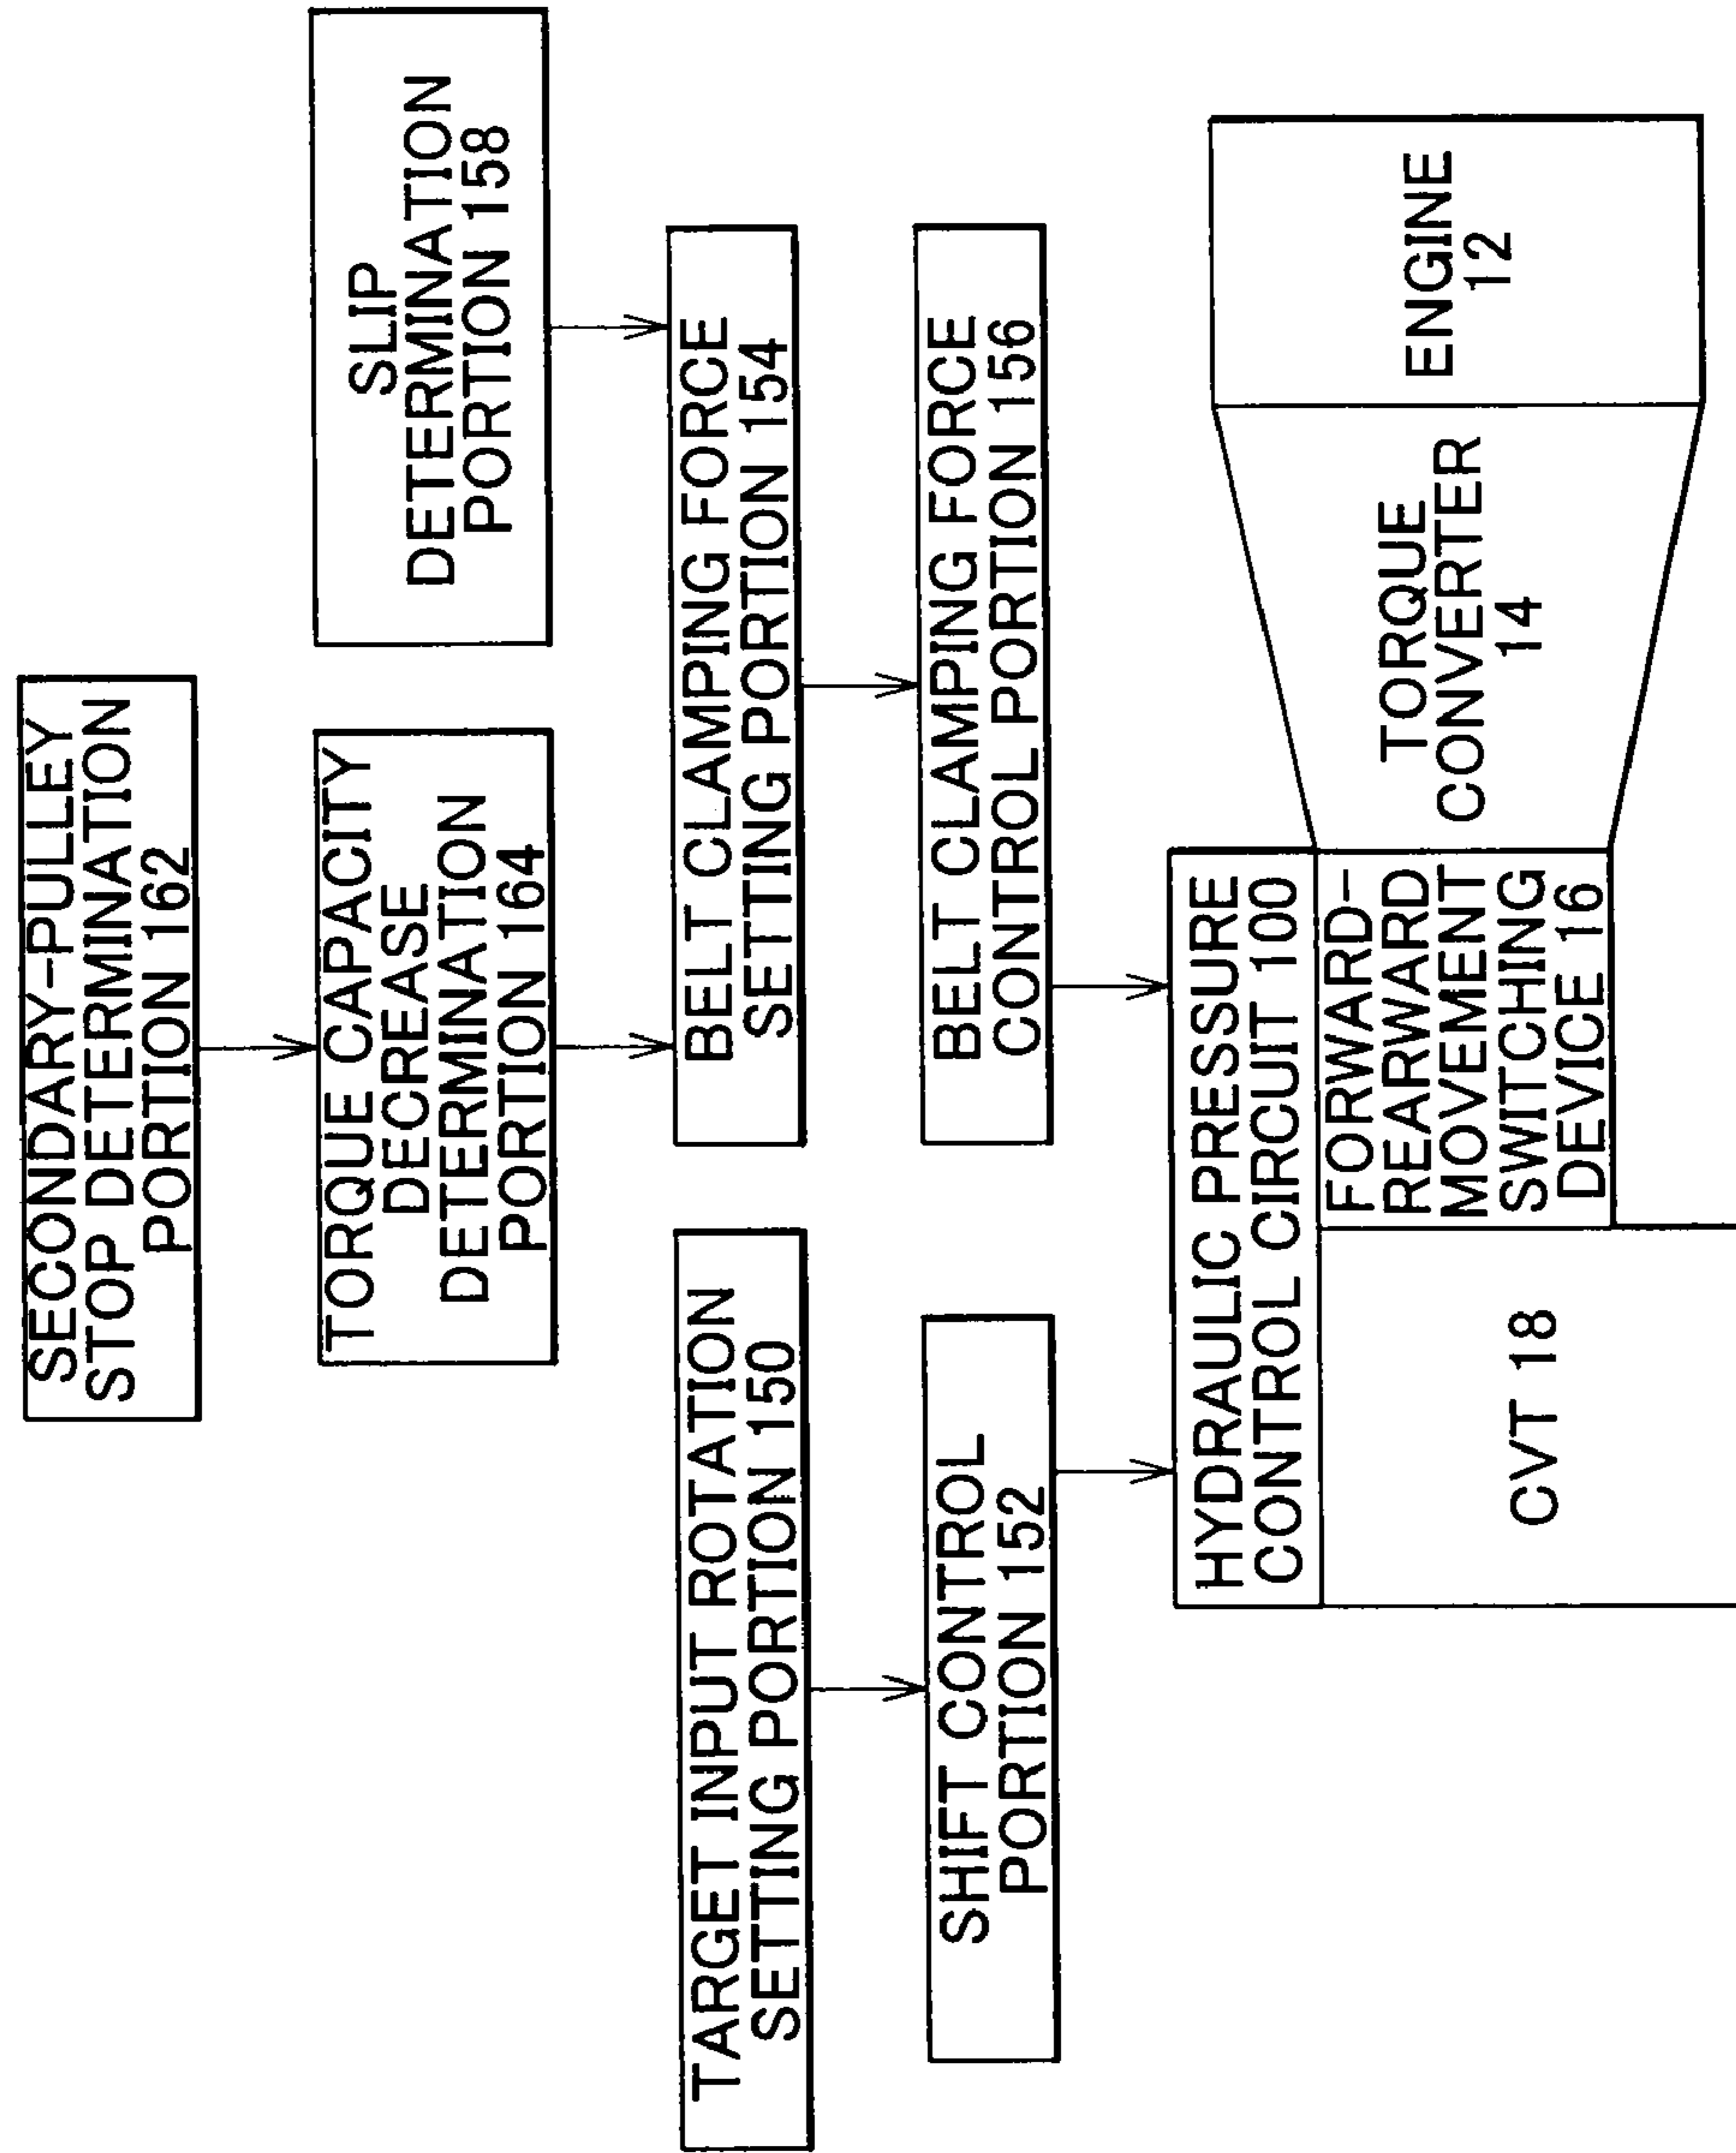 SECONDARY-PULLEY
STOP DETERMINATION
PORTION 162
TORQUE CAPACITY
DECREASE
DETERMINATION
PORTION 164
SLIP
DETERMINATION
PORTION 158
TARGET INPUT ROTATION
SETTING PORTION 150
BELT CLAMPING FORCE
SETTING PORTION 154
SHIFT CONTROL
PORTION 152
BELT CLAMPING FORCE
CONTROL PORTION 156
HYDRAULIC PRESSURE
CONTROL CIRCUIT 100
CVT 18
FORWARD-
REARWARD
MOVEMENT
SWITCHING
DEVICE 16
TORQUE
CONVERTER
14
ENGINE
12